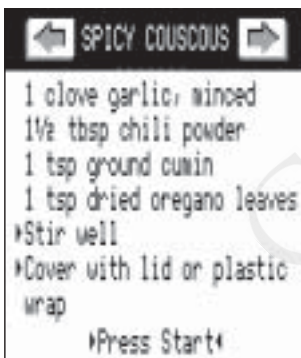 SPICY COUSCOUS
1 clove garlic, minced
1½ tbsp chili powder
1 tsp ground cumin
1 tsp dried oregano leaves
▸Stir well
▸Cover with lid or plastic
wrap
▸Press Start◂